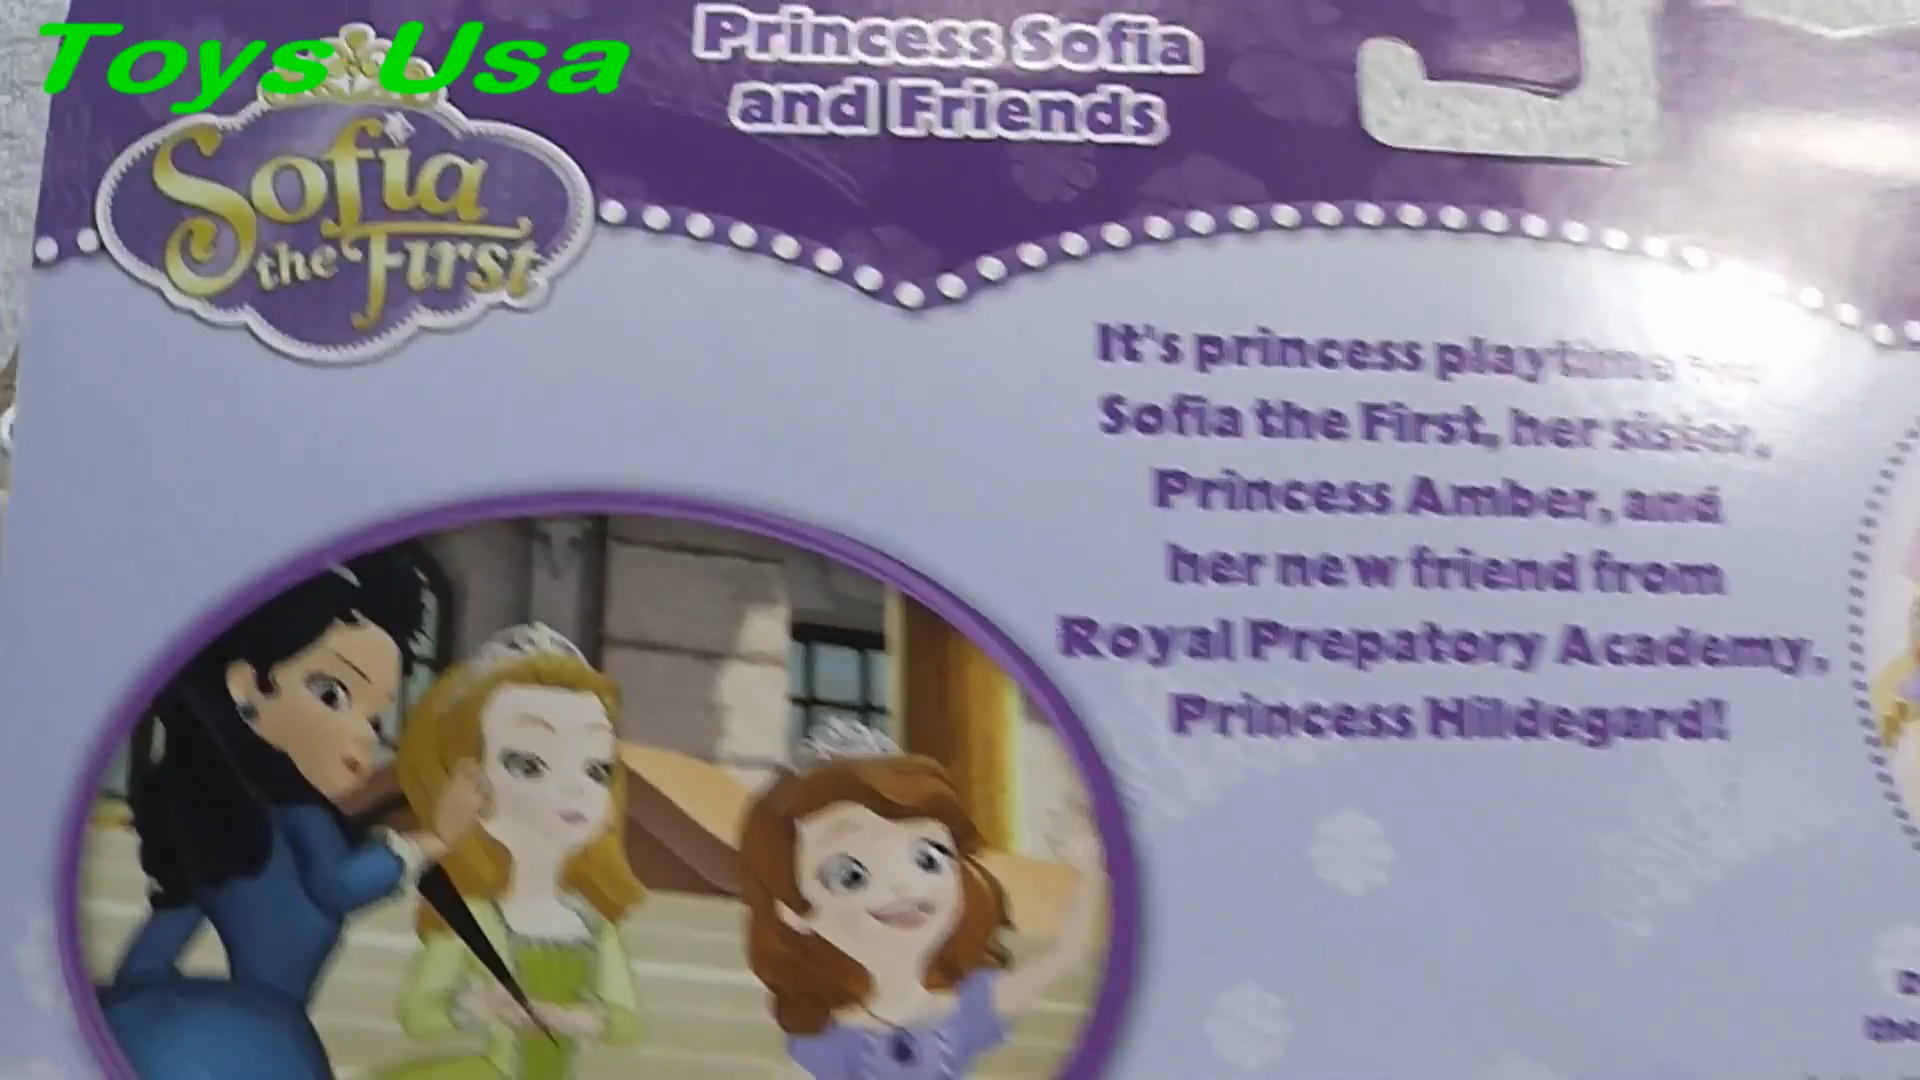 Toys Usa
Princess Sofia
and Friends
Sofia
the First
It's princess playtime
Sofia the First, her sister,
Princess Amber, and
her new friend from
Royal Prepatory Academy,
Princess Hildegard!